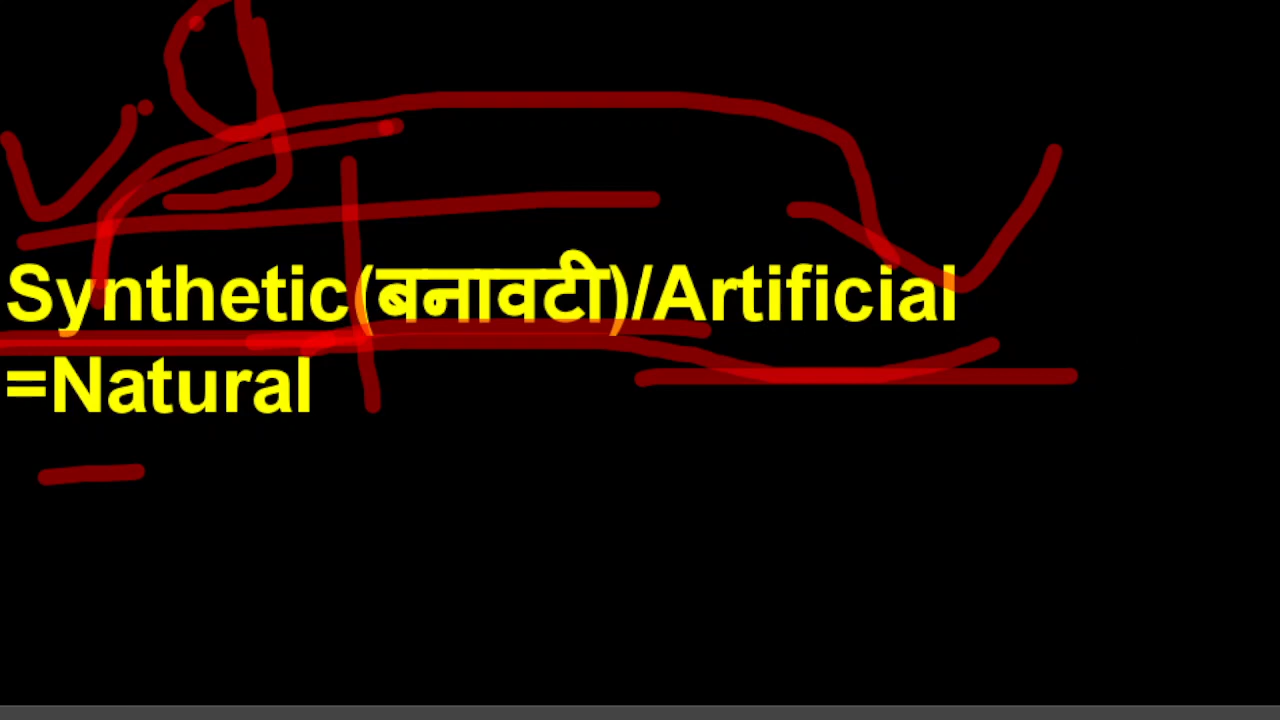 Synthetic(बनावटी)/Artificial
=Natural